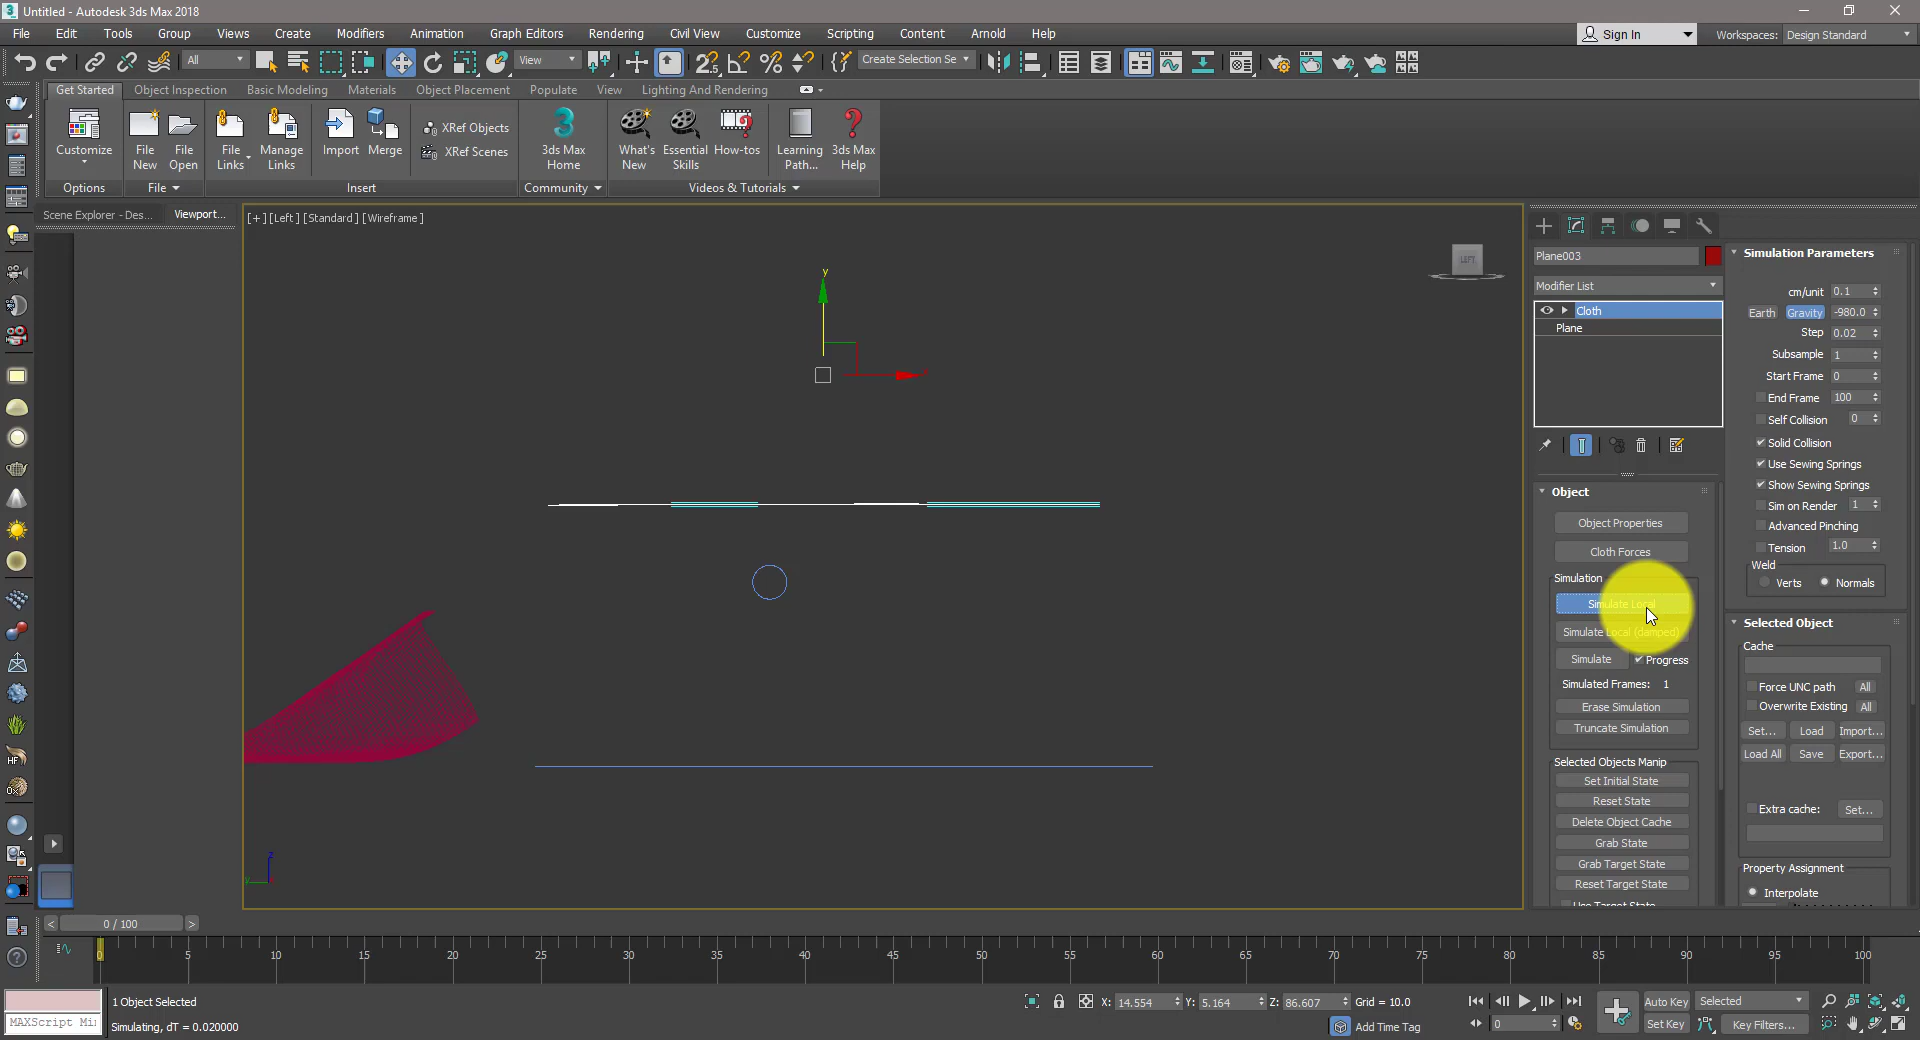 Untitled - Autodesk 3ds Max 2018
File Edit Tools Group Views Create Modifiers Animation Graph Editors Rendering Civil View Customize Scripting Content Arnold Help
Sign In
Workspaces: Design Standard
All
View
Create Selection Se
Get Started Object Inspection Basic Modeling Materials Object Placement Populate View Lighting And Rendering
Customize
File New
File Open
File Links
Manage Links
Import
Merge
XRef Objects
XRef Scenes
3ds Max Home
What's New
Essential Skills
How-tos
Learning Path...
3ds Max Help
Options
File
Insert
Community
Videos & Tutorials
Scene Explorer - Des...
Viewport...
[+] [Left] [Standard] [Wireframe]
LEFT
y
z
Plane003
Modifier List
Cloth
Plane
Object
Object Properties
Cloth Forces
Simulation
Simulate Local
Simulate Local (damped)
Simulate
Progress
Simulated Frames: 1
Erase Simulation
Truncate Simulation
Selected Objects Manip
Set Initial State
Reset State
Delete Object Cache
Grab State
Grab Target State
Reset Target State
Use Target State
Simulation Parameters
cm/unit 0.1
Earth Gravity -980.0
Step 0.02
Subsample 1
Start Frame 0
End Frame 100
Self Collision 0
Solid Collision
Use Sewing Springs
Show Sewing Springs
Sim on Render 1
Advanced Pinching
Tension 1.0
Weld
Verts Normals
Selected Object
Cache
Force UNC path All
Overwrite Existing All
Set... Load Import...
Load All Save Export...
Extra cache: Set...
Property Assignment
Interpolate
HF
< 0 / 100 >
0 5 10 15 20 25 30 35 40 45 50 55 60 65 70 75 80 85 90 95 100
1 Object Selected
MAXScript Mi
Simulating, dT = 0.020000
X: 14.554 Y: 5.164 Z: 86.607 Grid = 10.0
Add Time Tag
0
Auto Key Selected
Set Key Key Filters...